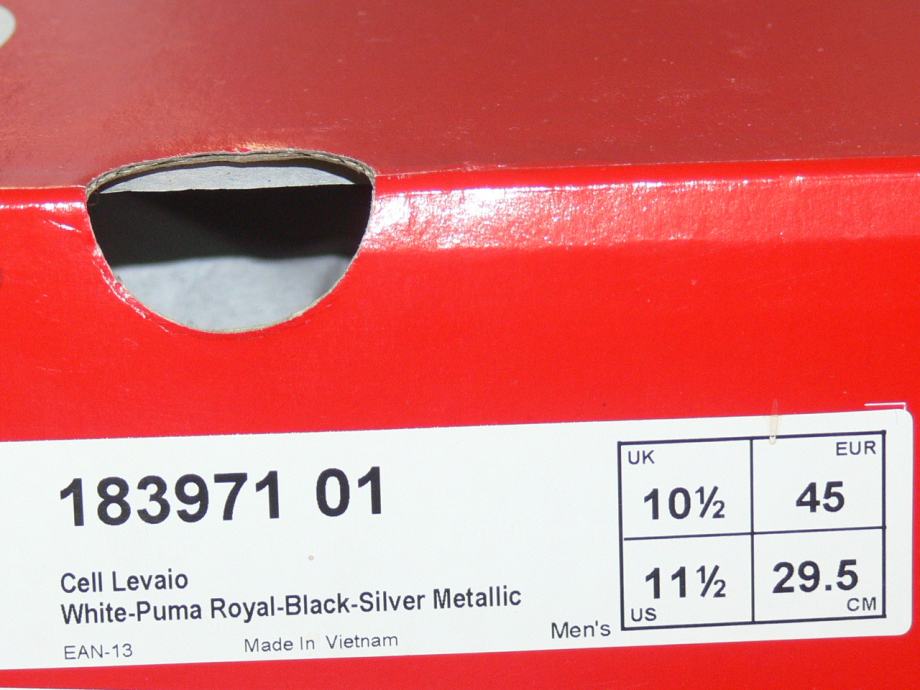 183971 01
Cell Levaio
White-Puma Royal-Black-Silver Metallic
EAN-13 Made In Vietnam
Men's
UK EUR
10½ 45
11½ 29.5
US CM